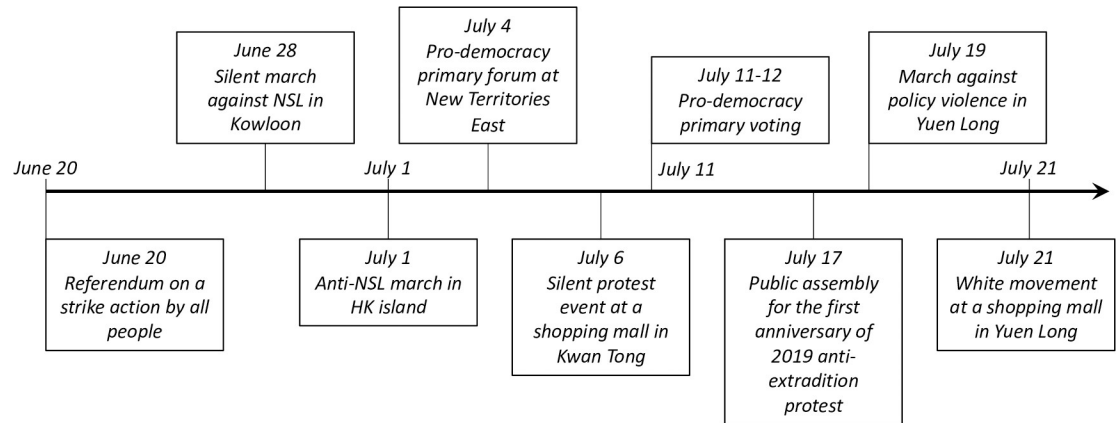 June 28
Silent march
against NSL in
Kowloon
July 4
Pro-democracy
primary forum at
New Territories
East
July 11-12
Pro-democracy
primary voting
July 19
March against
policy violence in
Yuen Long
June 20
July 1
July 11
July 21
June 20
Referendum on a
strike action by all
people
July 1
Anti-NSL march in
HK island
July 6
Silent protest
event at a
shopping mall in
Kwan Tong
July 17
Public assembly
for the first
anniversary of
2019 anti-
extradition
protest
July 21
White movement
at a shopping mall
in Yuen Long